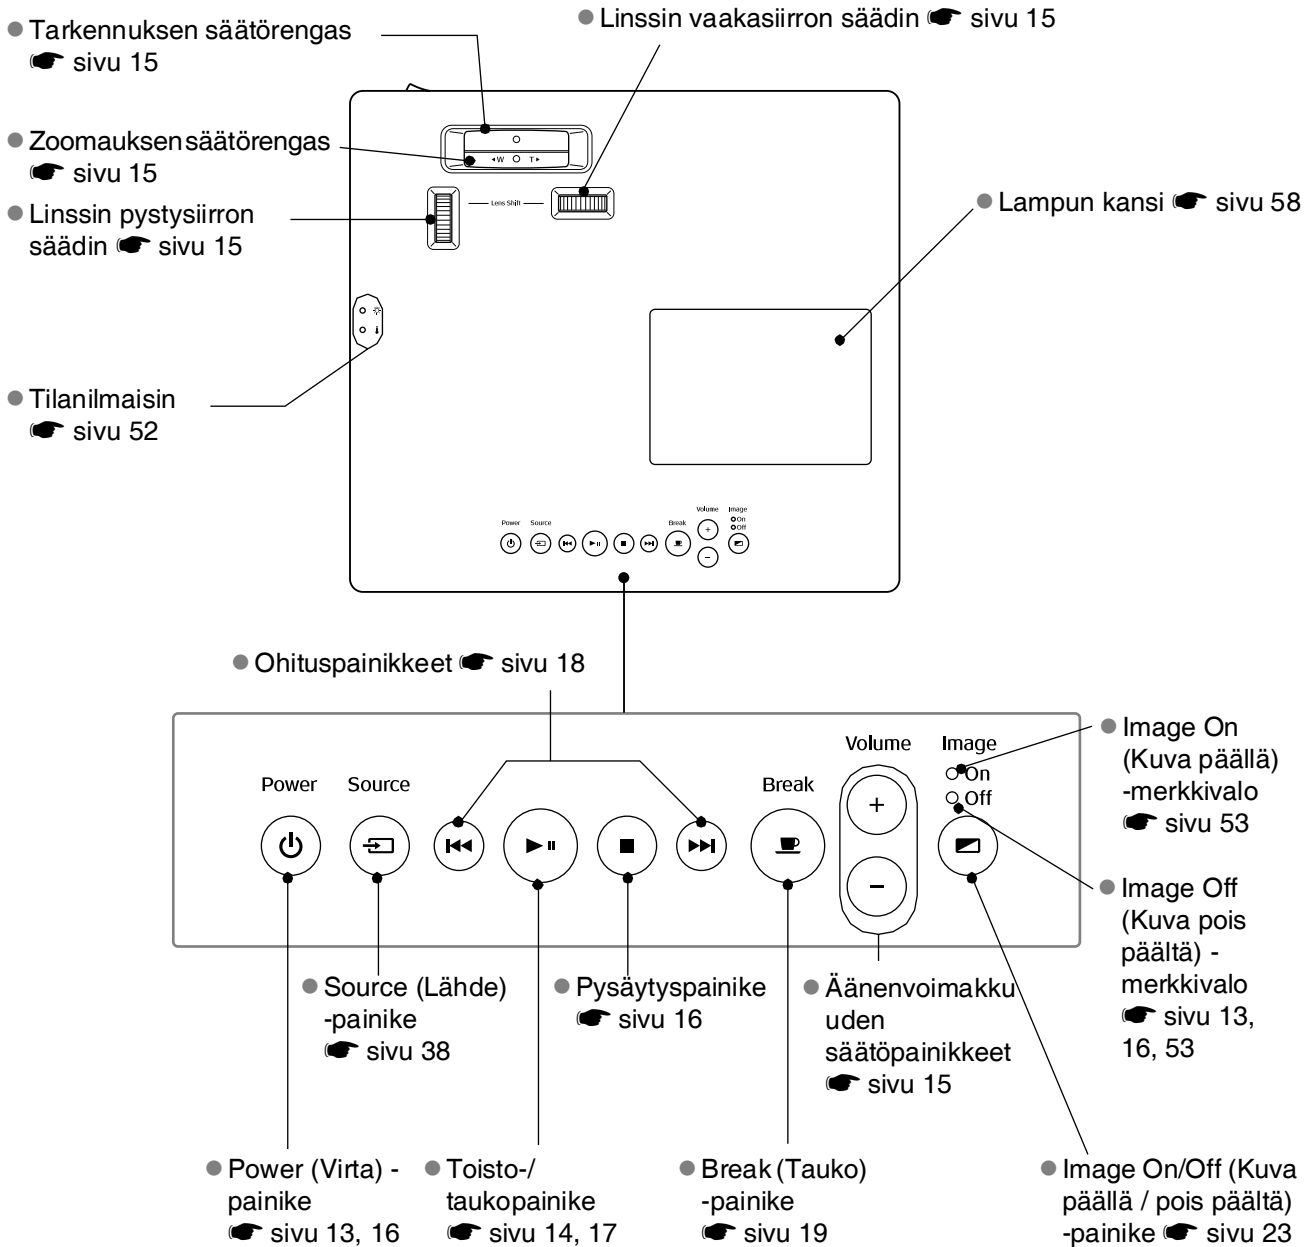 Tarkennuksen säätörengas
☛ sivu 15
Linssin vaakasiirron säädin ☛ sivu 15
Zoomauksen säätörengas
☛ sivu 15
Linssin pystysiirron
säädin ☛ sivu 15
Lampun kansi ☛ sivu 58
Tilanilmaisin
☛ sivu 52
W T
Lens Shift
Power Source Break Volume Image
On
Off
Ohituspainikkeet ☛ sivu 18
Power Source Break Volume Image
On
Off
Image On
(Kuva päällä)
-merkkivalo
☛ sivu 53
Image Off
(Kuva pois
päältä) -
merkkivalo
☛ sivu 13,
16, 53
Source (Lähde)
-painike
☛ sivu 38
Pysäytyspainike
☛ sivu 16
Äänenvoimakku
uden
säätöpainikkeet
☛ sivu 15
Power (Virta) -
painike
☛ sivu 13, 16
Toisto-/
taukopainike
☛ sivu 14, 17
Break (Tauko)
-painike
☛ sivu 19
Image On/Off (Kuva
päällä / pois päältä)
-painike ☛ sivu 23